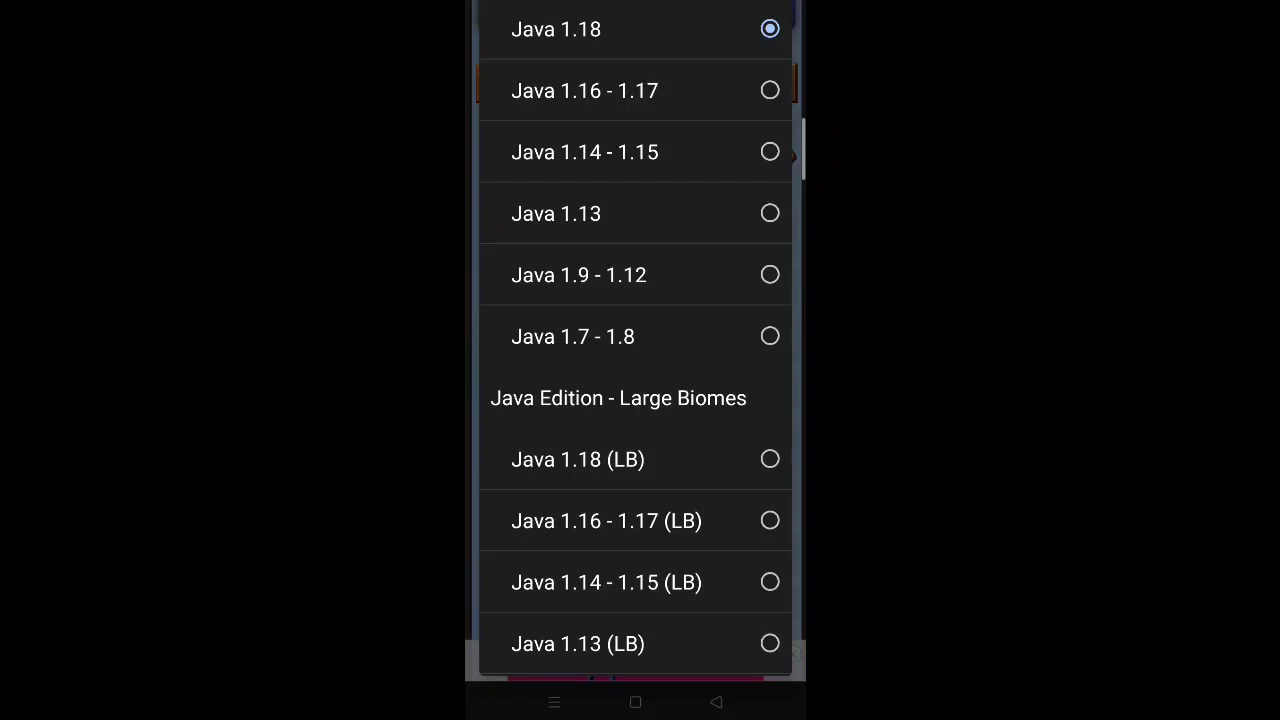 Java 1.18
Java 1.16 - 1.17
Java 1.14 - 1.15
Java 1.13
Java 1.9 - 1.12
Java 1.7 - 1.8
Java Edition - Large Biomes
Java 1.18 (LB)
Java 1.16 - 1.17 (LB)
Java 1.14 - 1.15 (LB)
Java 1.13 (LB)